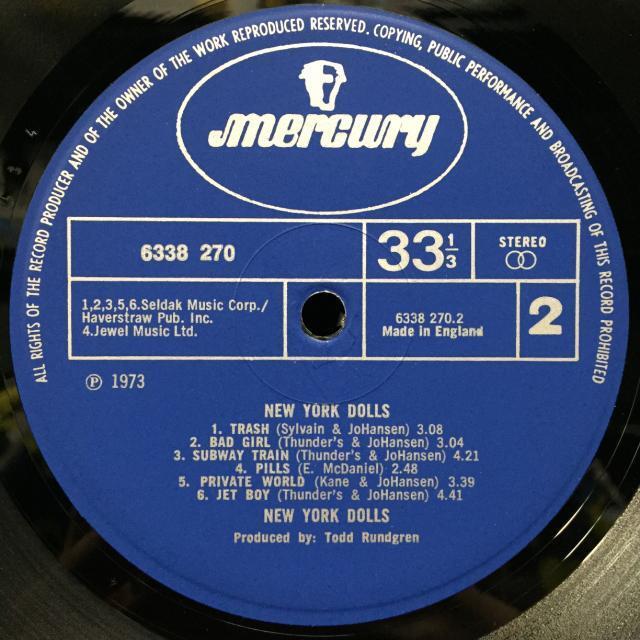 ALL RIGHTS OF THE RECORD PRODUCER AND OF THE OWNER OF THE WORK REPRODUCED RESERVED. COPYING, PUBLIC PERFORMANCE AND BROADCASTING OF THIS RECORD PROHIBITED
mercury
6338 270
33 1/3
STEREO
1,2,3,5,6.Seldak Music Corp./
Haverstraw Pub. Inc.
4.Jewel Music Ltd.
6338 270.2
Made in England
2
℗ 1973
NEW YORK DOLLS
1. TRASH (Sylvain & JoHansen) 3.08
2. BAD GIRL (Thunder's & JoHansen) 3.04
3. SUBWAY TRAIN (Thunder's & JoHansen) 4.21
4. PILLS (E. McDaniel) 2.48
5. PRIVATE WORLD (Kane & JoHansen) 3.39
6. JET BOY (Thunder's & JoHansen) 4.41
NEW YORK DOLLS
Produced by: Todd Rundgren